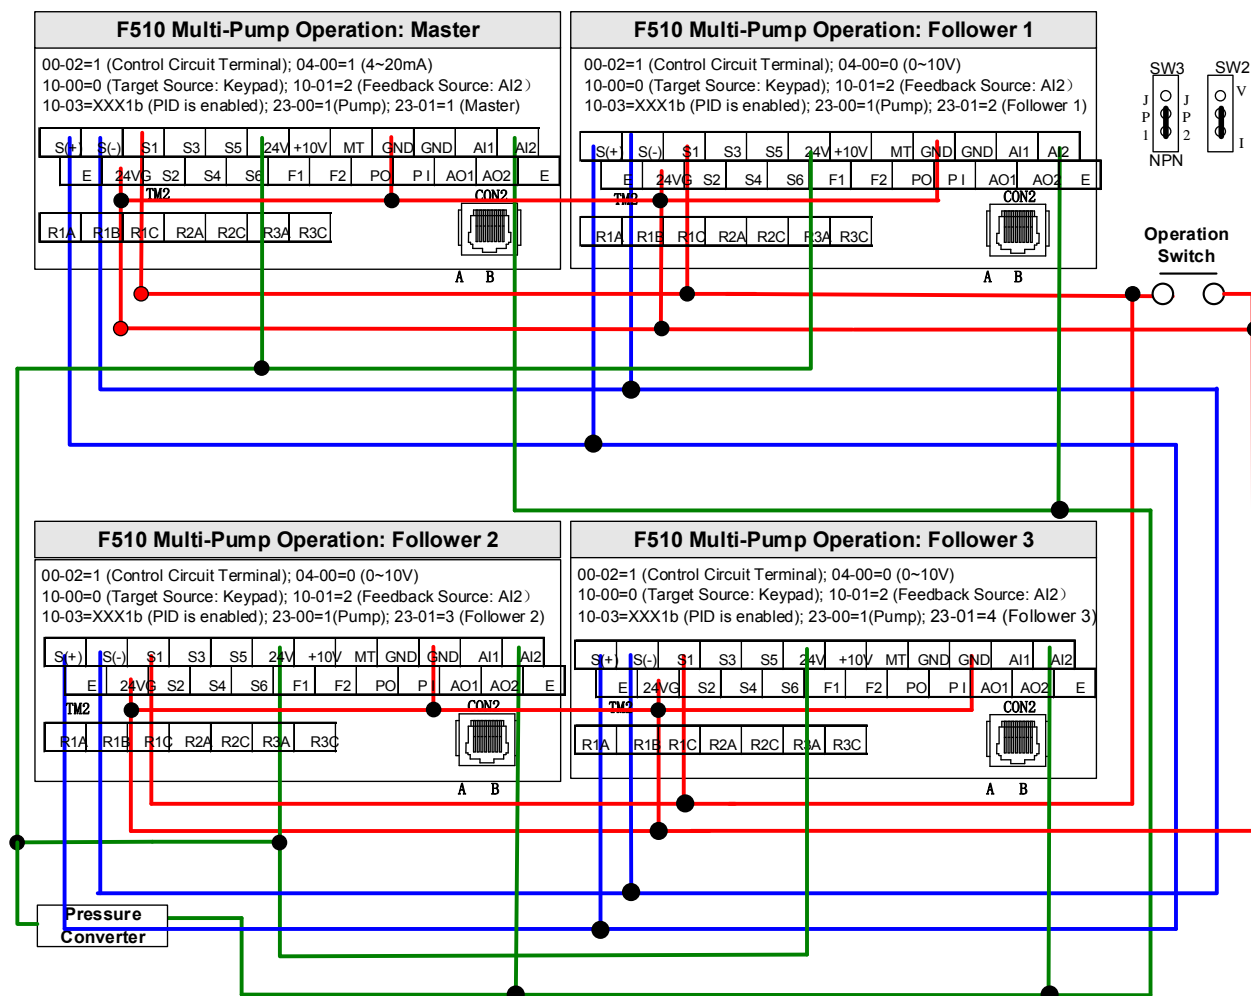 F510 Multi-Pump Operation: Master
00-02=1 (Control Circuit Terminal); 04-00=1 (4~20mA)
10-00=0 (Target Source: Keypad); 10-01=2 (Feedback Source: AI2)
10-03=XXX1b (PID is enabled); 23-00=1(Pump); 23-01=1 (Master)
S(+) S(-) S1 S3 S5 24V +10V MT GND GND AI1 AI2
E 24VG S2 S4 S6 F1 F2 PO PI AO1 AO2 E
TM2 CON2
R1A R1B R1C R2A R2C R3A R3C
A B
F510 Multi-Pump Operation: Follower 1
00-02=1 (Control Circuit Terminal); 04-00=0 (0~10V)
10-00=0 (Target Source: Keypad); 10-01=2 (Feedback Source: AI2)
10-03=XXX1b (PID is enabled); 23-00=1(Pump); 23-01=2 (Follower 1)
S(+) S(-) S1 S3 S5 24V +10V MT GND GND AI1 AI2
E 24VG S2 S4 S6 F1 F2 PO PI AO1 AO2 E
TM2 CON2
R1A R1B R1C R2A R2C R3A R3C
A B
SW3 SW2
J J V
P P
1 2 I
NPN
Operation
Switch
F510 Multi-Pump Operation: Follower 2
00-02=1 (Control Circuit Terminal); 04-00=0 (0~10V)
10-00=0 (Target Source: Keypad); 10-01=2 (Feedback Source: AI2)
10-03=XXX1b (PID is enabled); 23-00=1(Pump); 23-01=3 (Follower 2)
S(+) S(-) S1 S3 S5 24V +10V MT GND GND AI1 AI2
E 24VG S2 S4 S6 F1 F2 PO PI AO1 AO2 E
TM2 CON2
R1A R1B R1C R2A R2C R3A R3C
A B
F510 Multi-Pump Operation: Follower 3
00-02=1 (Control Circuit Terminal); 04-00=0 (0~10V)
10-00=0 (Target Source: Keypad); 10-01=2 (Feedback Source: AI2)
10-03=XXX1b (PID is enabled); 23-00=1(Pump); 23-01=4 (Follower 3)
S(+) S(-) S1 S3 S5 24V +10V MT GND GND AI1 AI2
E 24VG S2 S4 S6 F1 F2 PO PI AO1 AO2 E
TM2 CON2
R1A R1B R1C R2A R2C R3A R3C
A B
Pressure
Converter